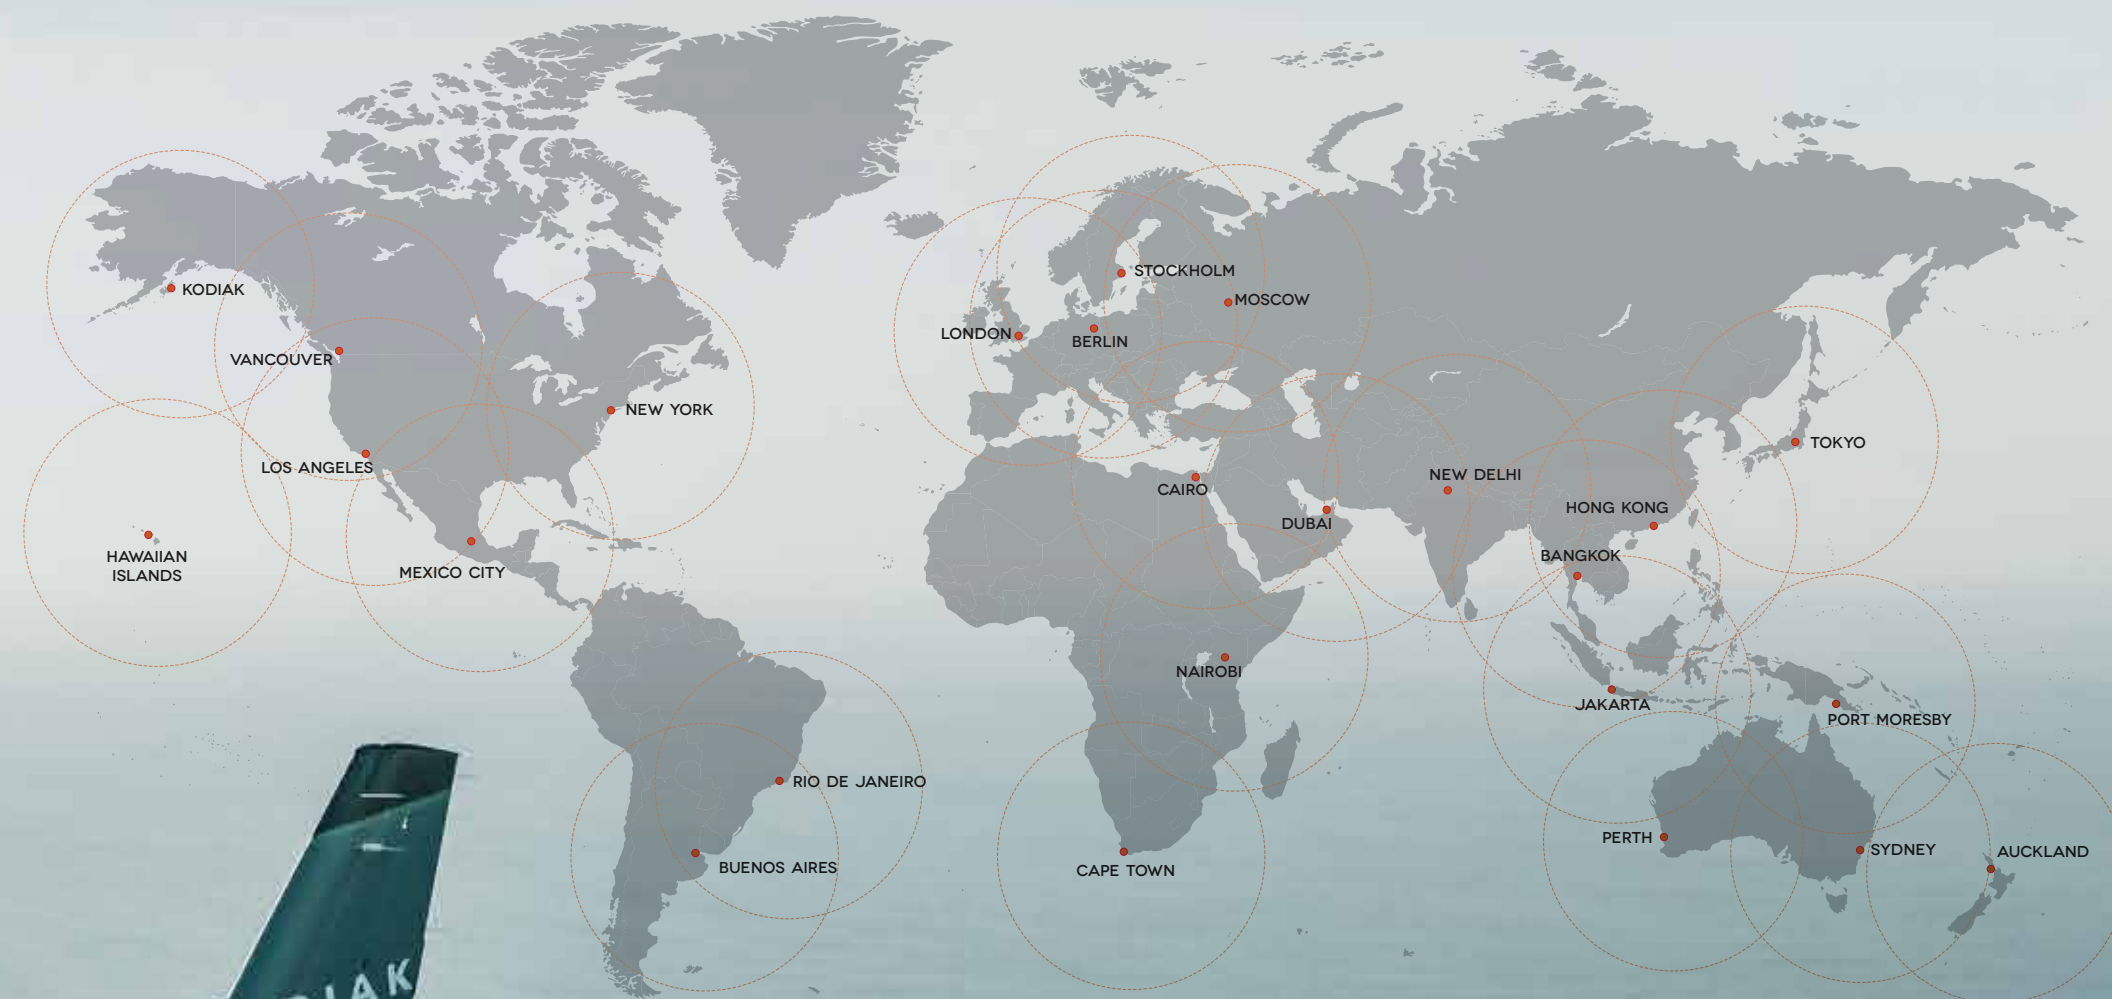 STOCKHOLM
KODIAK
MOSCOW
LONDON
BERLIN
VANCOUVER
NEW YORK
TOKYO
LOS ANGELES
NEW DELHI
CAIRO
HONG KONG
DUBAI
BANGKOK
HAWAIIAN
ISLANDS
MEXICO CITY
NAIROBI
JAKARTA
PORT MORESBY
RIO DE JANEIRO
PERTH
SYDNEY
AUCKLAND
BUENOS AIRES
CAPE TOWN
DIAK